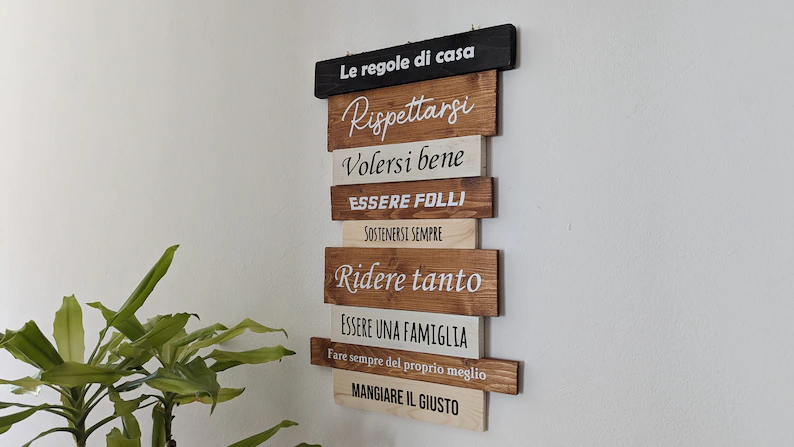 Le regole di casa
Rispettarsi
Volersi bene
ESSERE FOLLI
Sostenersi sempre
Ridere tanto
Essere una famiglia
Fare sempre del proprio meglio
MANGIARE IL GIUSTO